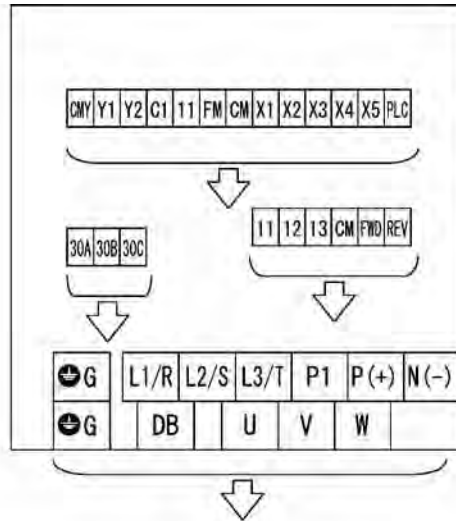 CMY Y1 Y2 C1 11 FM CM X1 X2 X3 X4 X5 PLC
11 12 13 CM FWD REV
30A 30B 30C
G L1/R L2/S L3/T P1 P(+) N(-)
G DB U V W